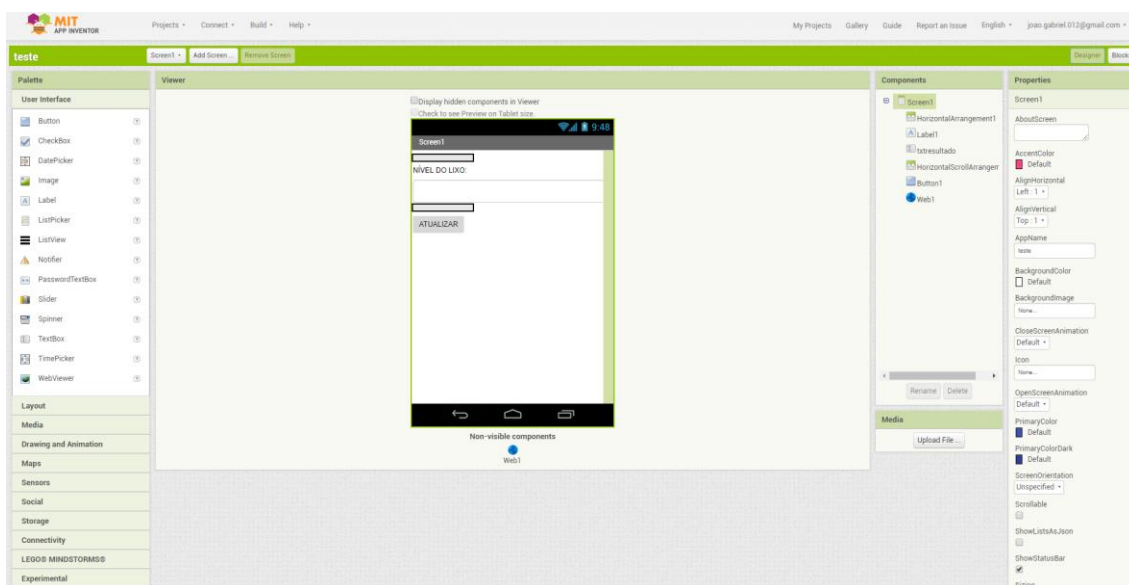 MIT
APP INVENTOR
Projects
Connect
Build
Help
My Projects
Gallery
Guide
Report an Issue
English
joao.gabriel.012@gmail.com
teste
Screen1
Add Screen ...
Remove Screen
Designer
Block
Palette
User Interface
Button
CheckBox
DatePicker
Image
Label
ListPicker
ListView
Notifier
PasswordTextBox
Slider
Spinner
TextBox
TimePicker
WebViewer
Layout
Media
Drawing and Animation
Maps
Sensors
Social
Storage
Connectivity
LEGO® MINDSTORMS®
Experimental
Viewer
Display hidden components in Viewer
Check to see Preview on Tablet size.
9:48
Screen1
NÍVEL DO LIXO:
ATUALIZAR
Non-visible components
Web1
Components
Screen1
HorizontalArrangement1
Label1
txtresultado
HorizontalScrollArrangem
Button1
Web1
Rename
Delete
Media
Upload File ...
Properties
Screen1
AboutScreen
AccentColor
Default
AlignHorizontal
Left : 1
AlignVertical
Top : 1
AppName
teste
BackgroundColor
Default
BackgroundImage
None...
CloseScreenAnimation
Default
Icon
None...
OpenScreenAnimation
Default
PrimaryColor
Default
PrimaryColorDark
Default
ScreenOrientation
Unspecified
Scrollable
ShowListsAsJson
ShowStatusBar
Sizing